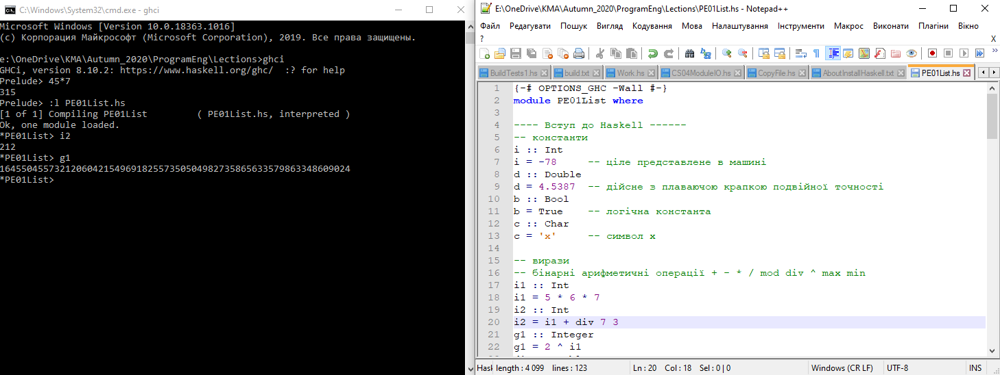 C:\Windows\System32\cmd.exe - ghci
Microsoft Windows [Version 10.0.18363.1016]
(c) Корпорация Майкрософт (Microsoft Corporation), 2019. Все права защищены.
e:\OneDrive\KMA\Autumn_2020\ProgramEng\Lections>ghci
GHCi, version 8.10.2: https://www.haskell.org/ghc/  :? for help
Prelude> 45*7
315
Prelude> :l PE01List.hs
[1 of 1] Compiling PE01List         ( PE01List.hs, interpreted )
Ok, one module loaded.
*PE01List> i2
212
*PE01List> g1
1645504557321206042154969182557350504982735865633579863348609024
*PE01List>
E:\OneDrive\KMA\Autumn_2020\ProgramEng\Lections\PE01List.hs - Notepad++
Файл Редагувати Пошук Вигляд Кодування Мова Налаштування Інструменти Макрос Виконати Плагіни Вікно
? X
BuildTests1.hs build.txt Work.hs CS04ModuleIO.hs CopyFile.hs AboutInstallHaskell.txt PE01List.hs
1 {-# OPTIONS_GHC -Wall #-}
2 module PE01List where
3
4 ---- Вступ до Haskell ------
5 -- константи
6 i :: Int
7 i = -78     -- ціле представлене в машині
8 d :: Double
9 d = 4.5387  -- дійсне з плаваючою крапкою подвійної точності
10 b :: Bool
11 b = True    -- логічна константа
12 c :: Char
13 c = 'x'     -- символ x
14
15 -- вирази
16 -- бінарні арифметичні операції + - * / mod div ^ max min
17 i1 :: Int
18 i1 = 5 * 6 * 7
19 i2 :: Int
20 i2 = i1 + div 7 3
21 g1 :: Integer
22 g1 = 2 ^ i1
length : 4 099 lines : 123 Ln : 20 Col : 18 Sel : 0 | 0 Windows (CR LF) UTF-8 INS